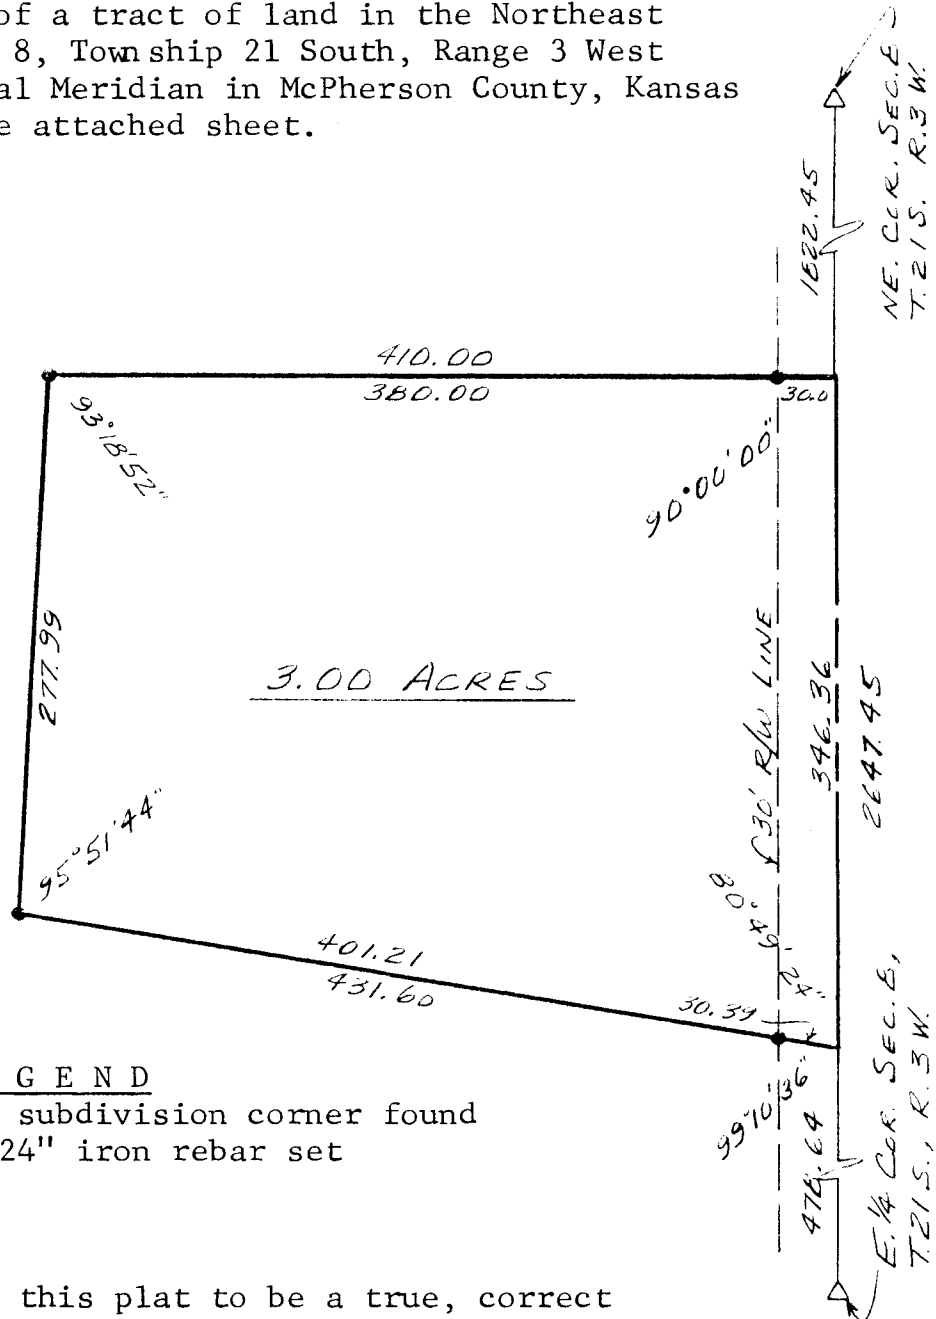 of a tract of land in the Northeast
8, Township 21 South, Range 3 West
al Meridian in McPherson County, Kansas
e attached sheet.
NE. COR. SEC. 8
T. 21 S. R. 3 W.
1822.45
410.00
380.00
30.0
93°18'52"
90°00'00"
277.99
3.00 ACRES
30' R/W LINE
346.36
2647.45
95°51'44"
80°49'24"
401.21
431.60
30.39
99°10'36"
478.64
E. 1/4 COR. SEC. 8,
T. 21 S., R. 3 W.
G E N D
subdivision corner found
24" iron rebar set
this plat to be a true, correct